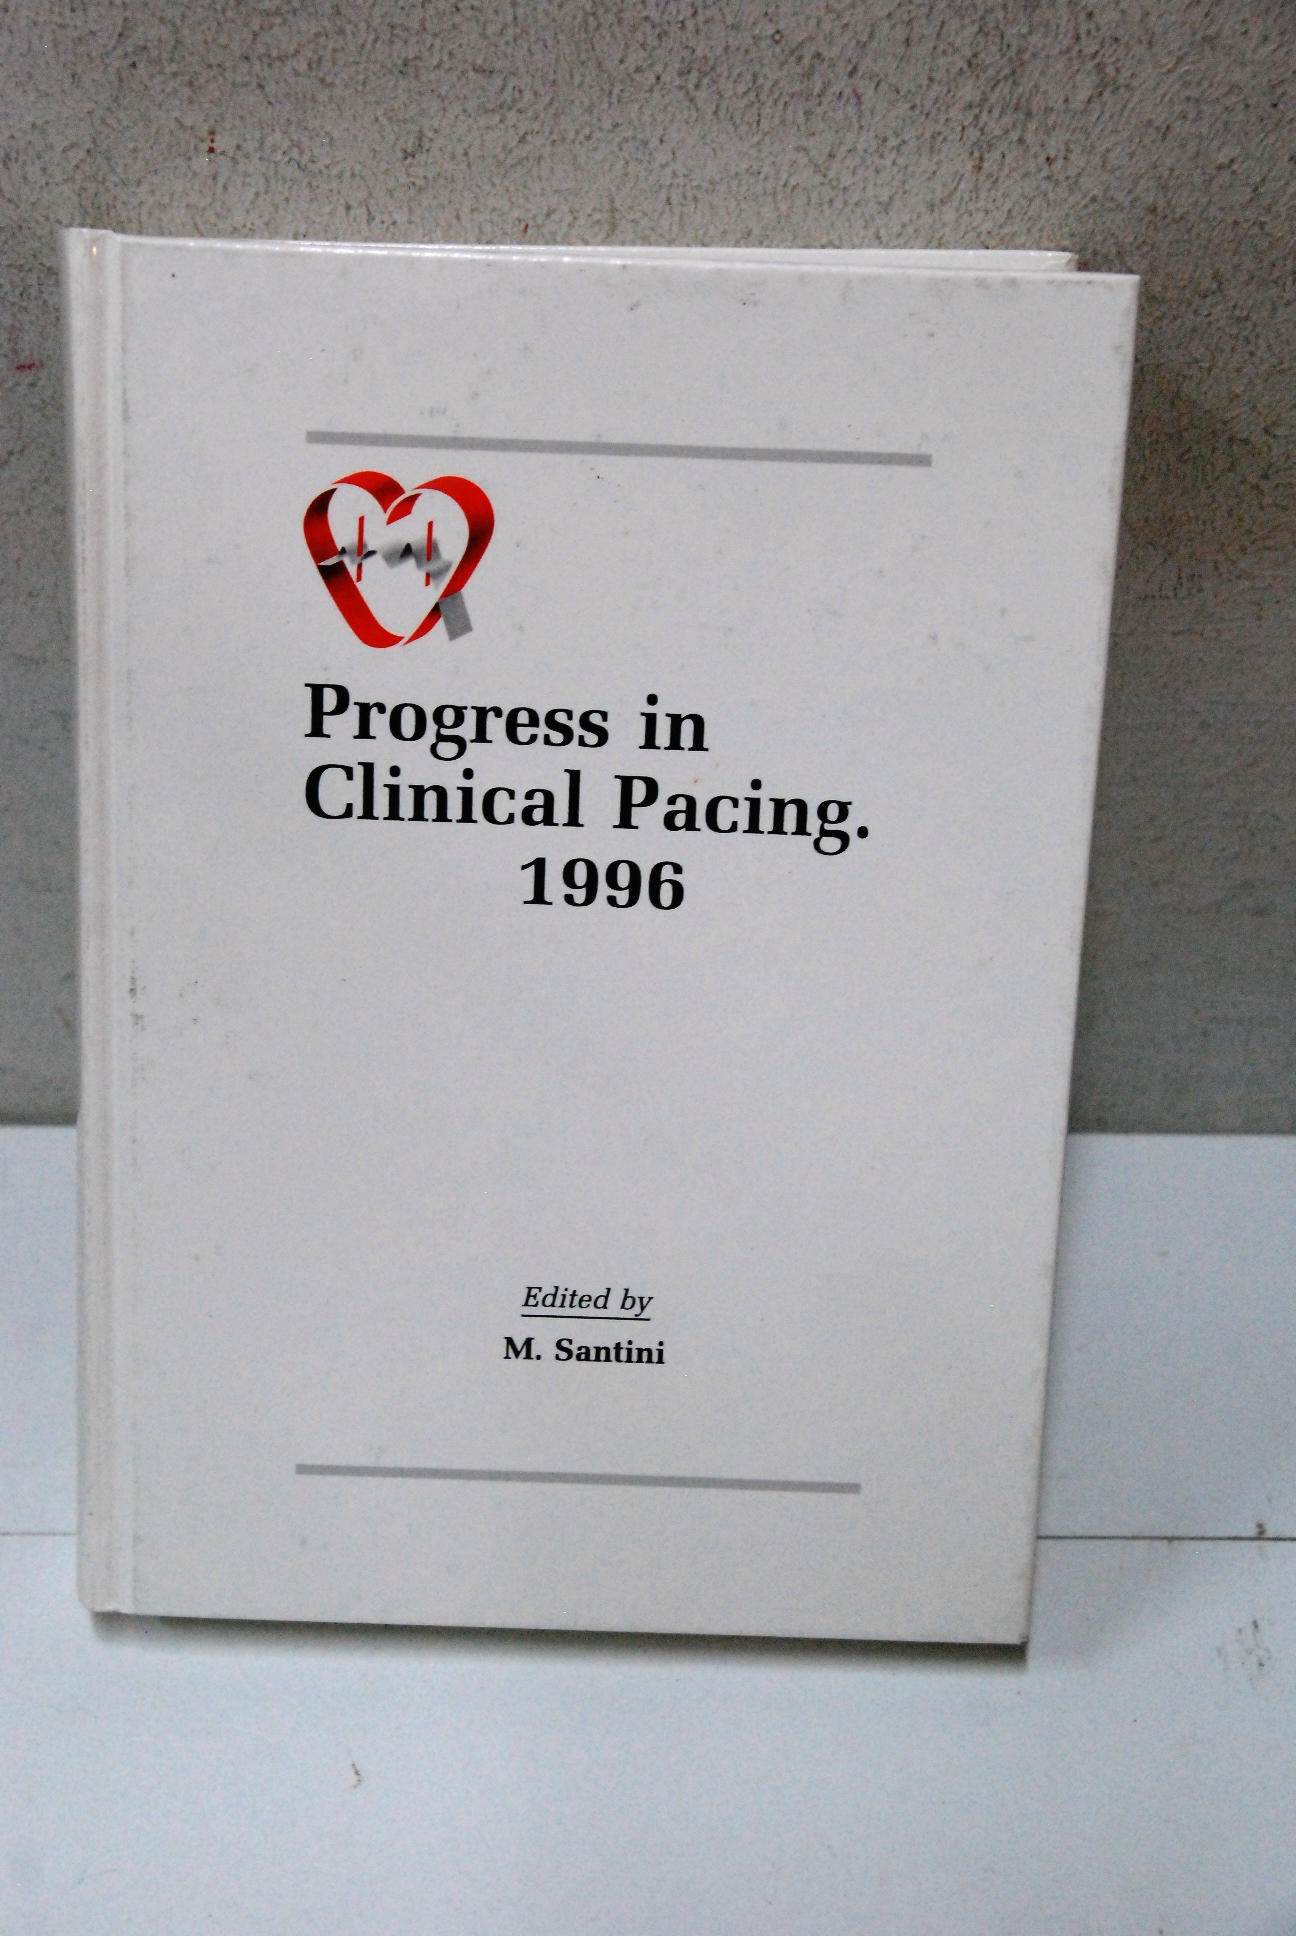 Progress in
Clinical Pacing.
1996
Edited by
M. Santini